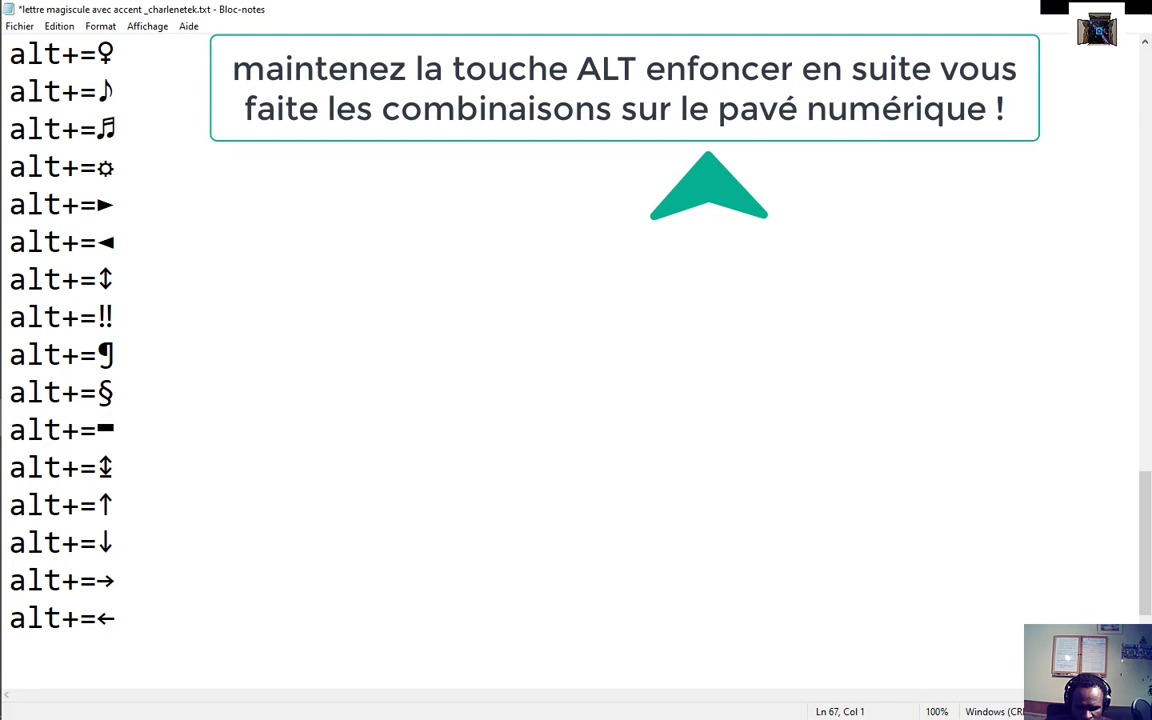 *lettre magiscule avec accent _charlenetek.txt - Bloc-notes
Fichier Edition Format Affichage Aide
maintenez la touche ALT enfoncer en suite vous
faite les combinaisons sur le pavé numérique !
alt+=♀
alt+=♪
alt+=♬
alt+=☼
alt+=►
alt+=◄
alt+=↕
alt+=‼
alt+=¶
alt+=§
alt+=▬
alt+=↨
alt+=↑
alt+=↓
alt+=→
alt+=←
Ln 67, Col 1 100% Windows (CR